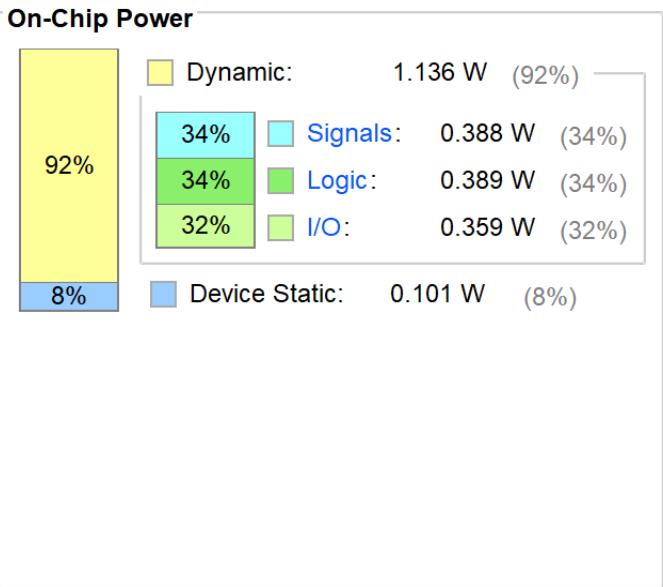 On-Chip Power
92%
8%
Dynamic: 1.136 W (92%)
34% Signals: 0.388 W (34%)
34% Logic: 0.389 W (34%)
32% I/O: 0.359 W (32%)
Device Static: 0.101 W (8%)